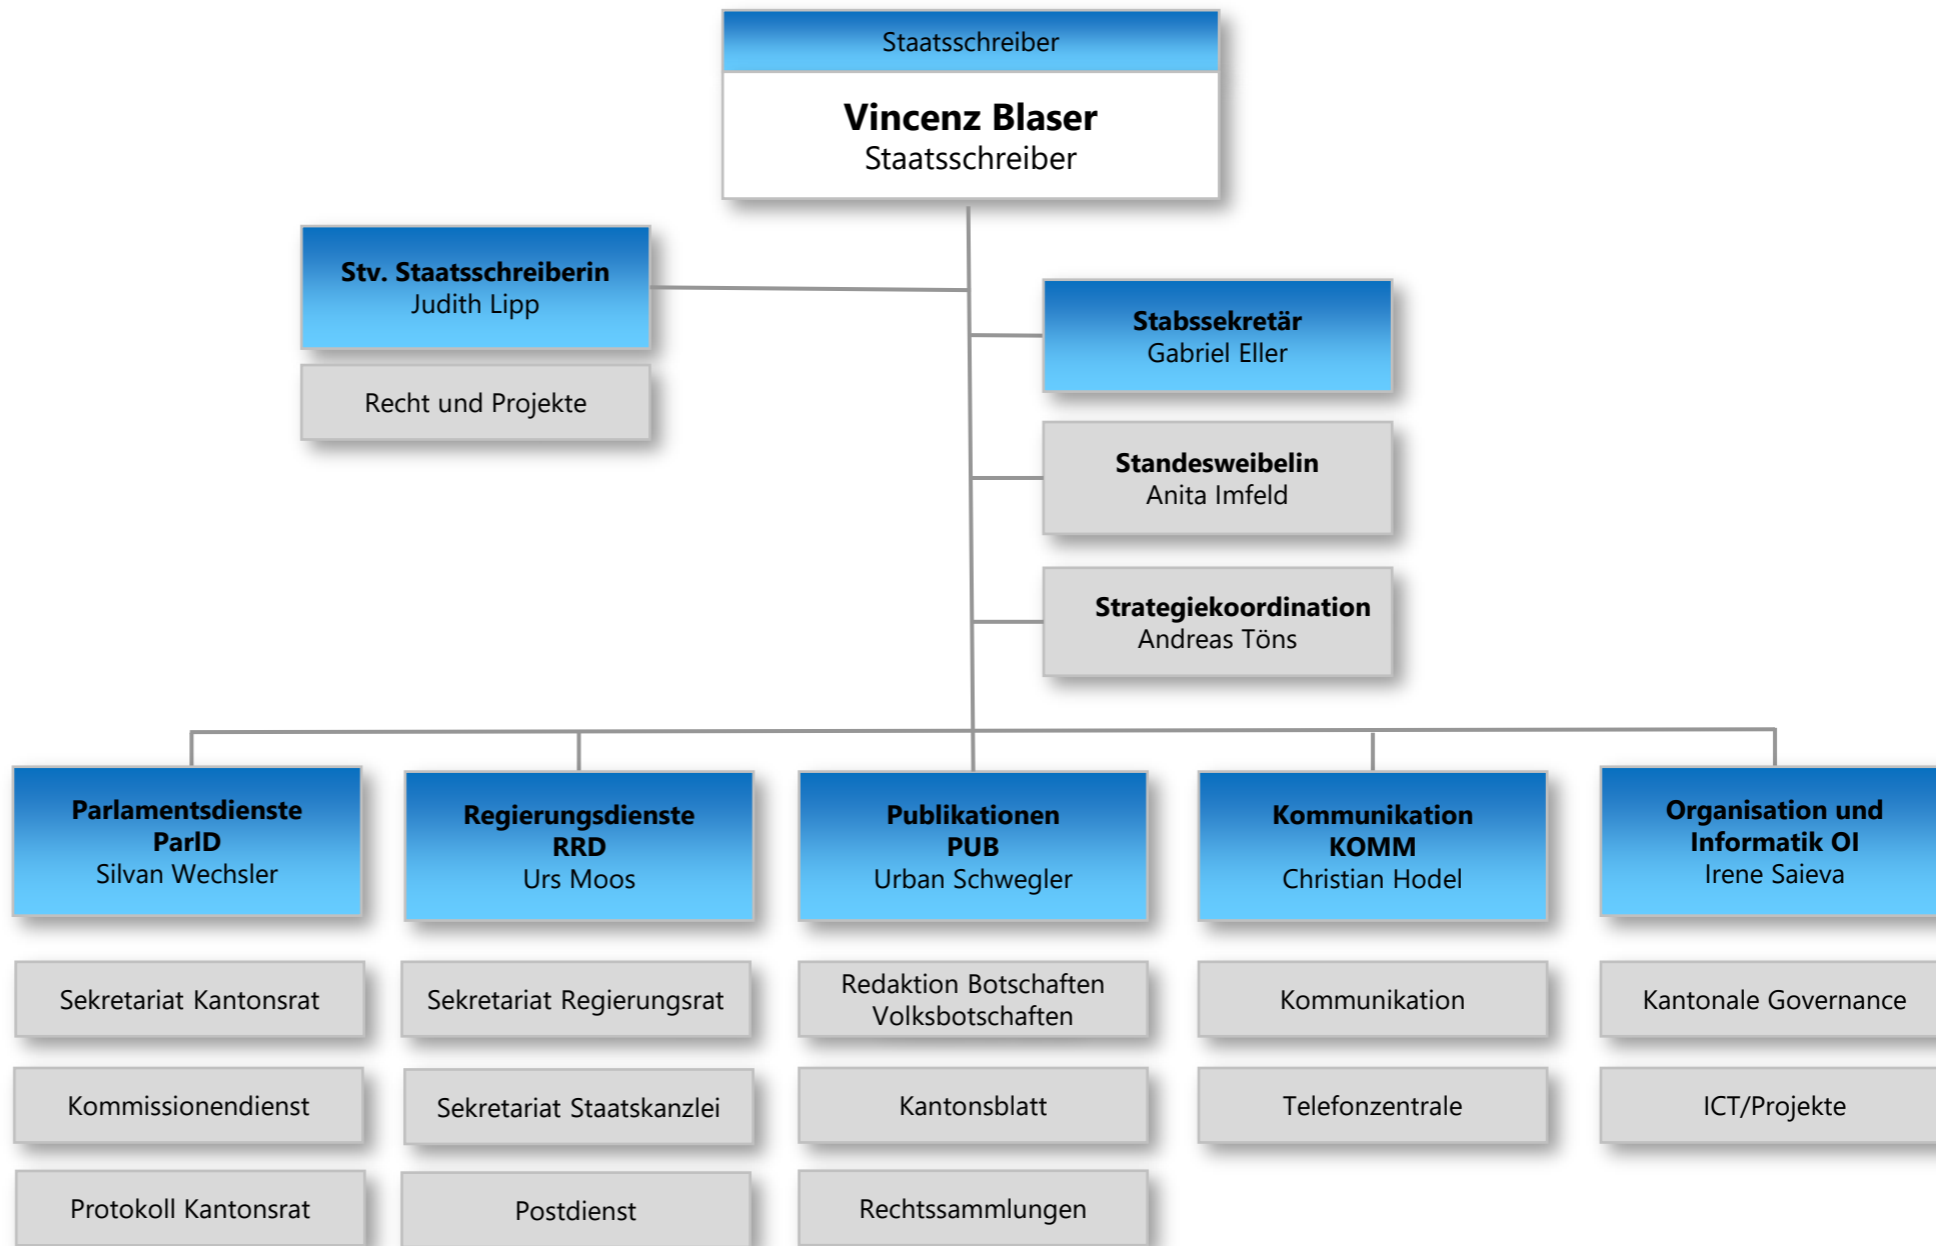 Staatsschreiber
Vincenz Blaser
Staatsschreiber
Stv. Staatsschreiberin
Judith Lipp
Recht und Projekte
Stabssekretär
Gabriel Eller
Standesweibelin
Anita Imfeld
Strategiekoordination
Andreas Töns
Parlamentsdienste
ParlD
Silvan Wechsler
Sekretariat Kantonsrat
Kommissionendienst
Protokoll Kantonsrat
Regierungsdienste
RRD
Urs Moos
Sekretariat Regierungsrat
Sekretariat Staatskanzlei
Postdienst
Publikationen
PUB
Urban Schwegler
Redaktion Botschaften
Volksbotschaften
Kantonsblatt
Rechtssammlungen
Kommunikation
KOMM
Christian Hodel
Kommunikation
Telefonzentrale
Organisation und
Informatik OI
Irene Saieva
Kantonale Governance
ICT/Projekte